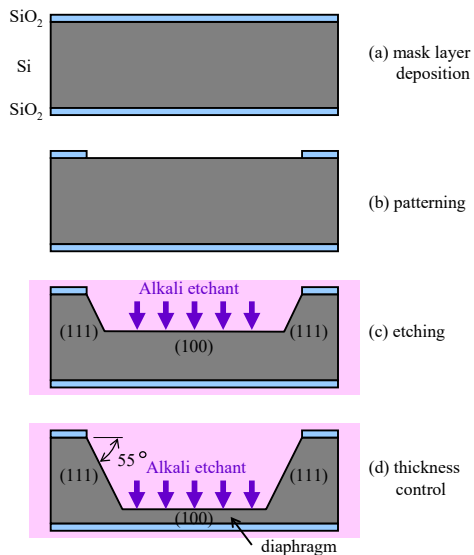 SiO₂
Si
SiO₂
(a) mask layer
deposition
(b) patterning
Alkali etchant
(111)
(111)
(100)
(c) etching
55°
Alkali etchant
(111)
(111)
(100)
(d) thickness
control
diaphragm